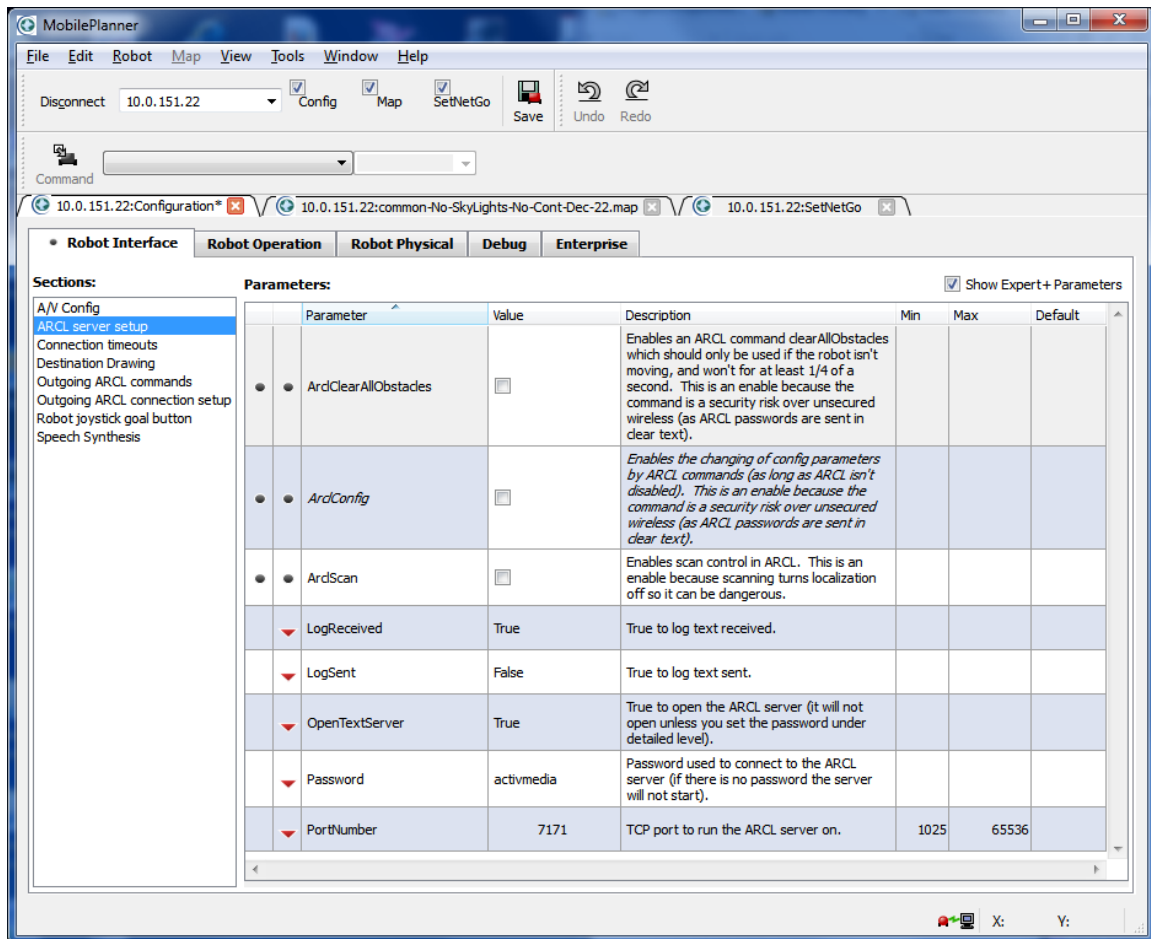 MobilePlanner
File Edit Robot Map View Tools Window Help
Disconnect 10.0.151.22 Config Map SetNetGo Save Undo Redo
Command
10.0.151.22:Configuration* 10.0.151.22:common-No-SkyLights-No-Cont-Dec-22.map 10.0.151.22:SetNetGo
Robot Interface Robot Operation Robot Physical Debug Enterprise
Sections:
A/V Config
ARCL server setup
Connection timeouts
Destination Drawing
Outgoing ARCL commands
Outgoing ARCL connection setup
Robot joystick goal button
Speech Synthesis
Parameters: Show Expert+ Parameters
Parameter Value Description Min Max Default
ArclClearAllObstacles
Enables an ARCL command clearAllObstacles
which should only be used if the robot isn't
moving, and won't for at least 1/4 of a
second. This is an enable because the
command is a security risk over unsecured
wireless (as ARCL passwords are sent in
clear text).
ArclConfig
Enables the changing of config parameters
by ARCL commands (as long as ARCL isn't
disabled). This is an enable because the
command is a security risk over unsecured
wireless (as ARCL passwords are sent in
clear text).
ArclScan
Enables scan control in ARCL. This is an
enable because scanning turns localization
off so it can be dangerous.
LogReceived True True to log text received.
LogSent False True to log text sent.
OpenTextServer True
True to open the ARCL server (it will not
open unless you set the password under
detailed level).
Password activmedia
Password used to connect to the ARCL
server (if there is no password the server
will not start).
PortNumber 7171 TCP port to run the ARCL server on. 1025 65536
X: Y: